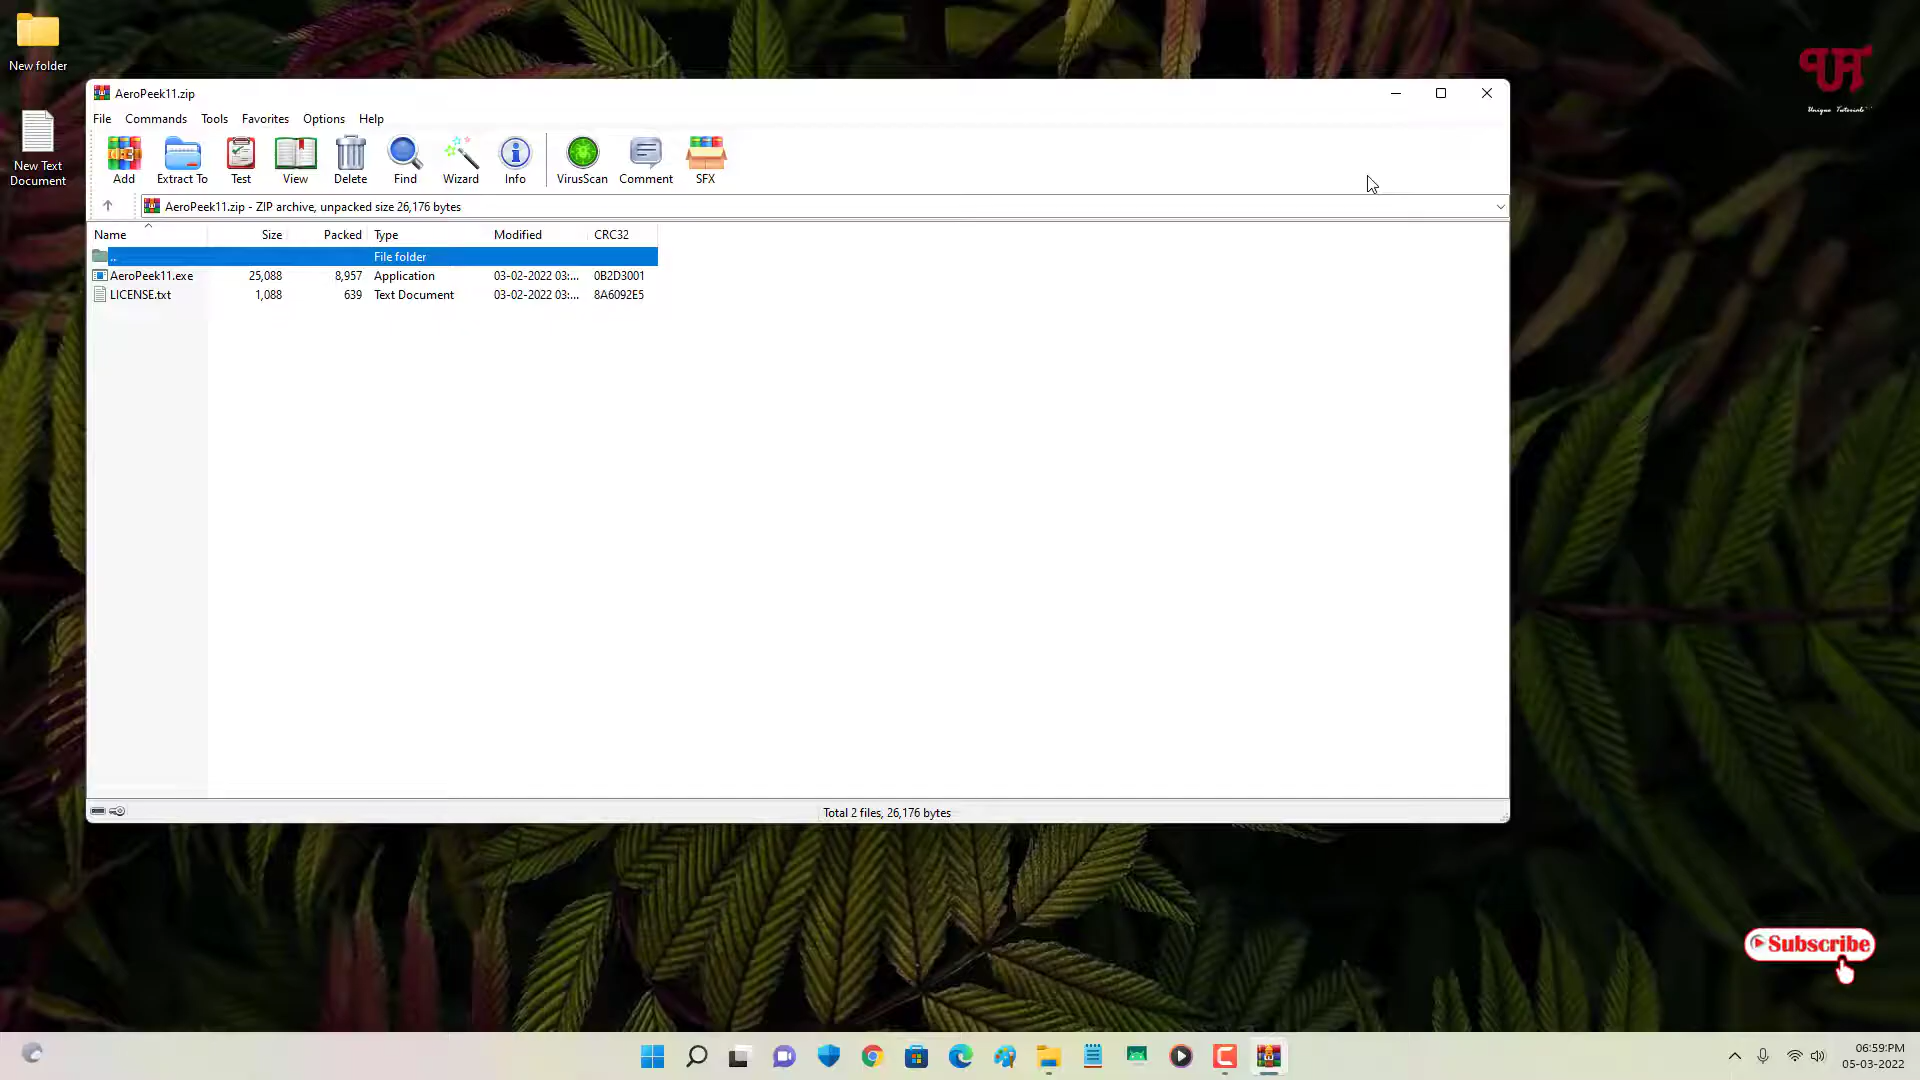 New folder
New Text
Document
UT
Unique Tutorials
AeroPeek11.zip
File Commands Tools Favorites Options Help
Add Extract To Test View Delete Find Wizard Info VirusScan Comment SFX
AeroPeek11.zip - ZIP archive, unpacked size 26,176 bytes
Name Size Packed Type Modified CRC32
.. File folder
AeroPeek11.exe 25,088 8,957 Application 03-02-2022 03:... 0B2D3001
LICENSE.txt 1,088 639 Text Document 03-02-2022 03:... 8A6092E5
Total 2 files, 26,176 bytes
Subscribe
06:59:PM
05-03-2022